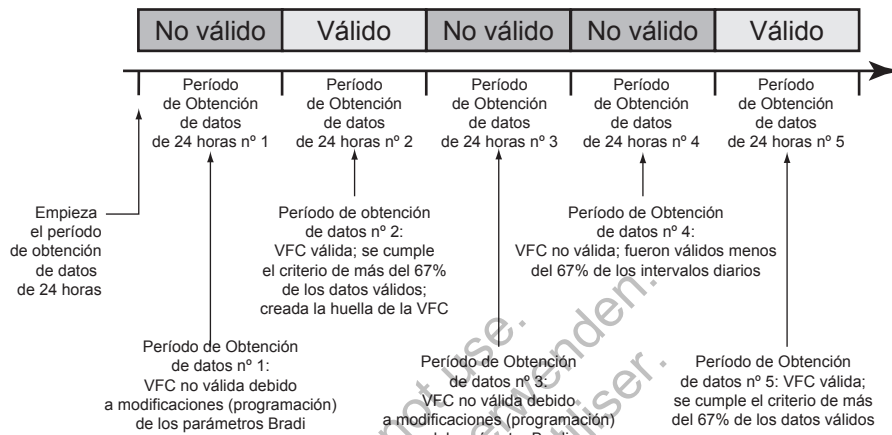 No válido
Válido
No válido
No válido
Válido
Período
de Obtención
de datos
de 24 horas nº 1
Período
de Obtención
de datos
de 24 horas nº 2
Período
de Obtención
de datos
de 24 horas nº 3
Período
de Obtención
de datos
de 24 horas nº 4
Período
de Obtención
de datos
de 24 horas nº 5
Empieza
el período
de obtención
de datos
de 24 horas
Período de obtención
de datos nº 2:
VFC válida; se cumple
el criterio de más del 67%
de los datos válidos;
creada la huella de la VFC
Período de Obtención
de datos nº 4:
VFC no válida; fueron válidos menos
del 67% de los intervalos diarios
Período de Obtención
de datos nº 1:
VFC no válida debido
a modificaciones (programación)
de los parámetros Bradi
Período de Obtención
de datos nº 3:
VFC no válida debido
a modificaciones (programación)
Período de Obtención
de datos nº 5: VFC válida;
se cumple el criterio de más
del 67% de los datos válidos
not use.
erwenden.
utiliser.